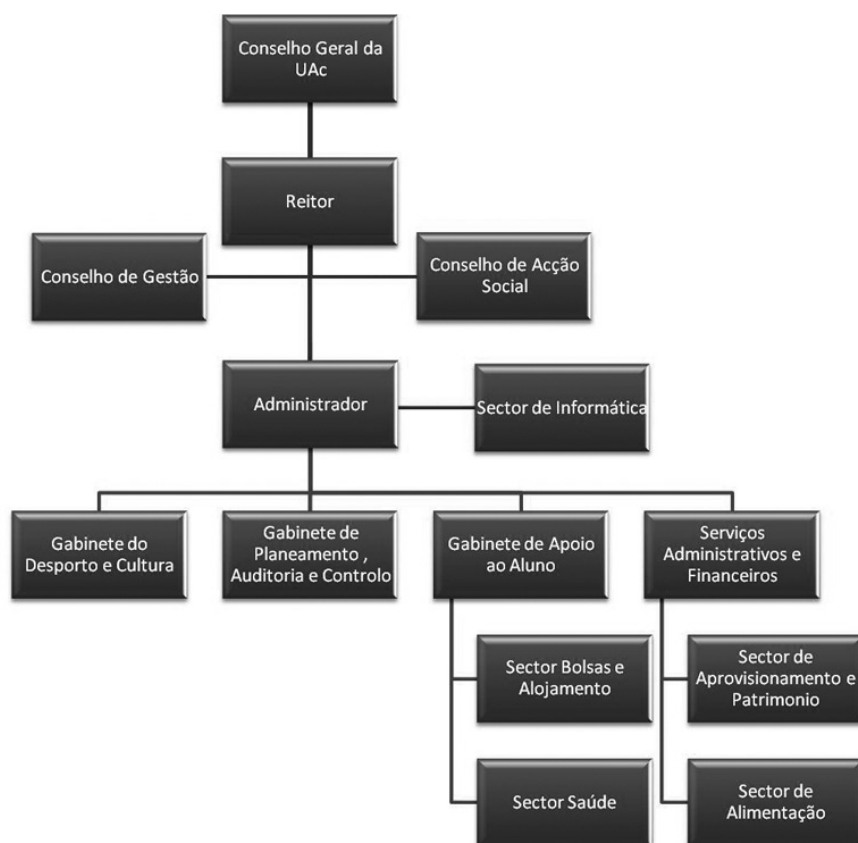 Conselho Geral da
UAc
Reitor
Conselho de Gestão
Conselho de Acção
Social
Administrador
Sector de Informática
Gabinete do
Desporto e Cultura
Gabinete de
Planeamento ,
Auditoria e Controlo
Gabinete de Apoio
ao Aluno
Serviços
Administrativos e
Financeiros
Sector Bolsas e
Alojamento
Sector de
Aprovisionamento e
Patrimonio
Sector Saúde
Sector de
Alimentação